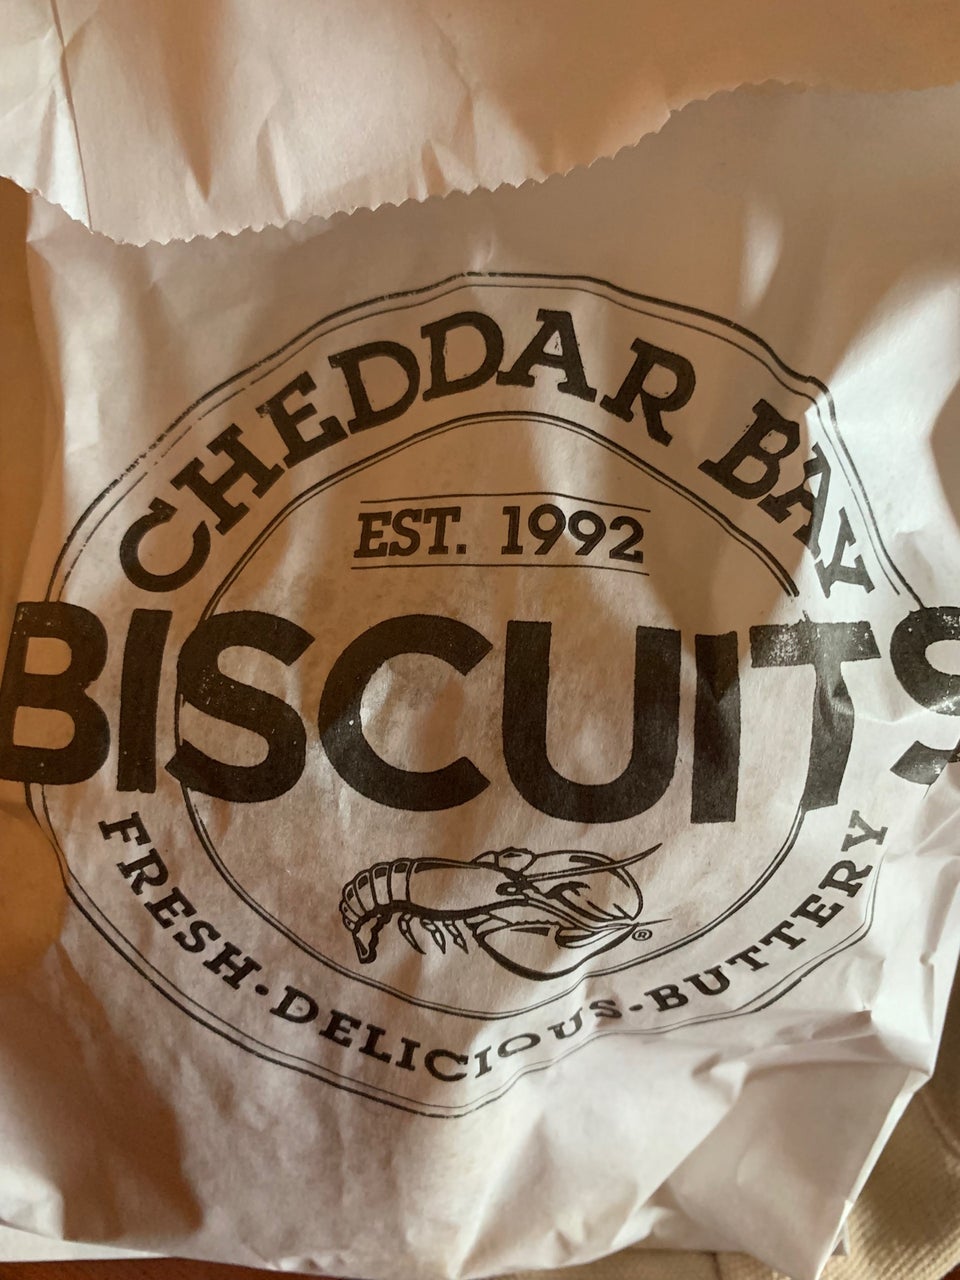 CHEDDAR BAY
EST. 1992
BISCUITS
®
FRESH·DELICIOUS·BUTTERY